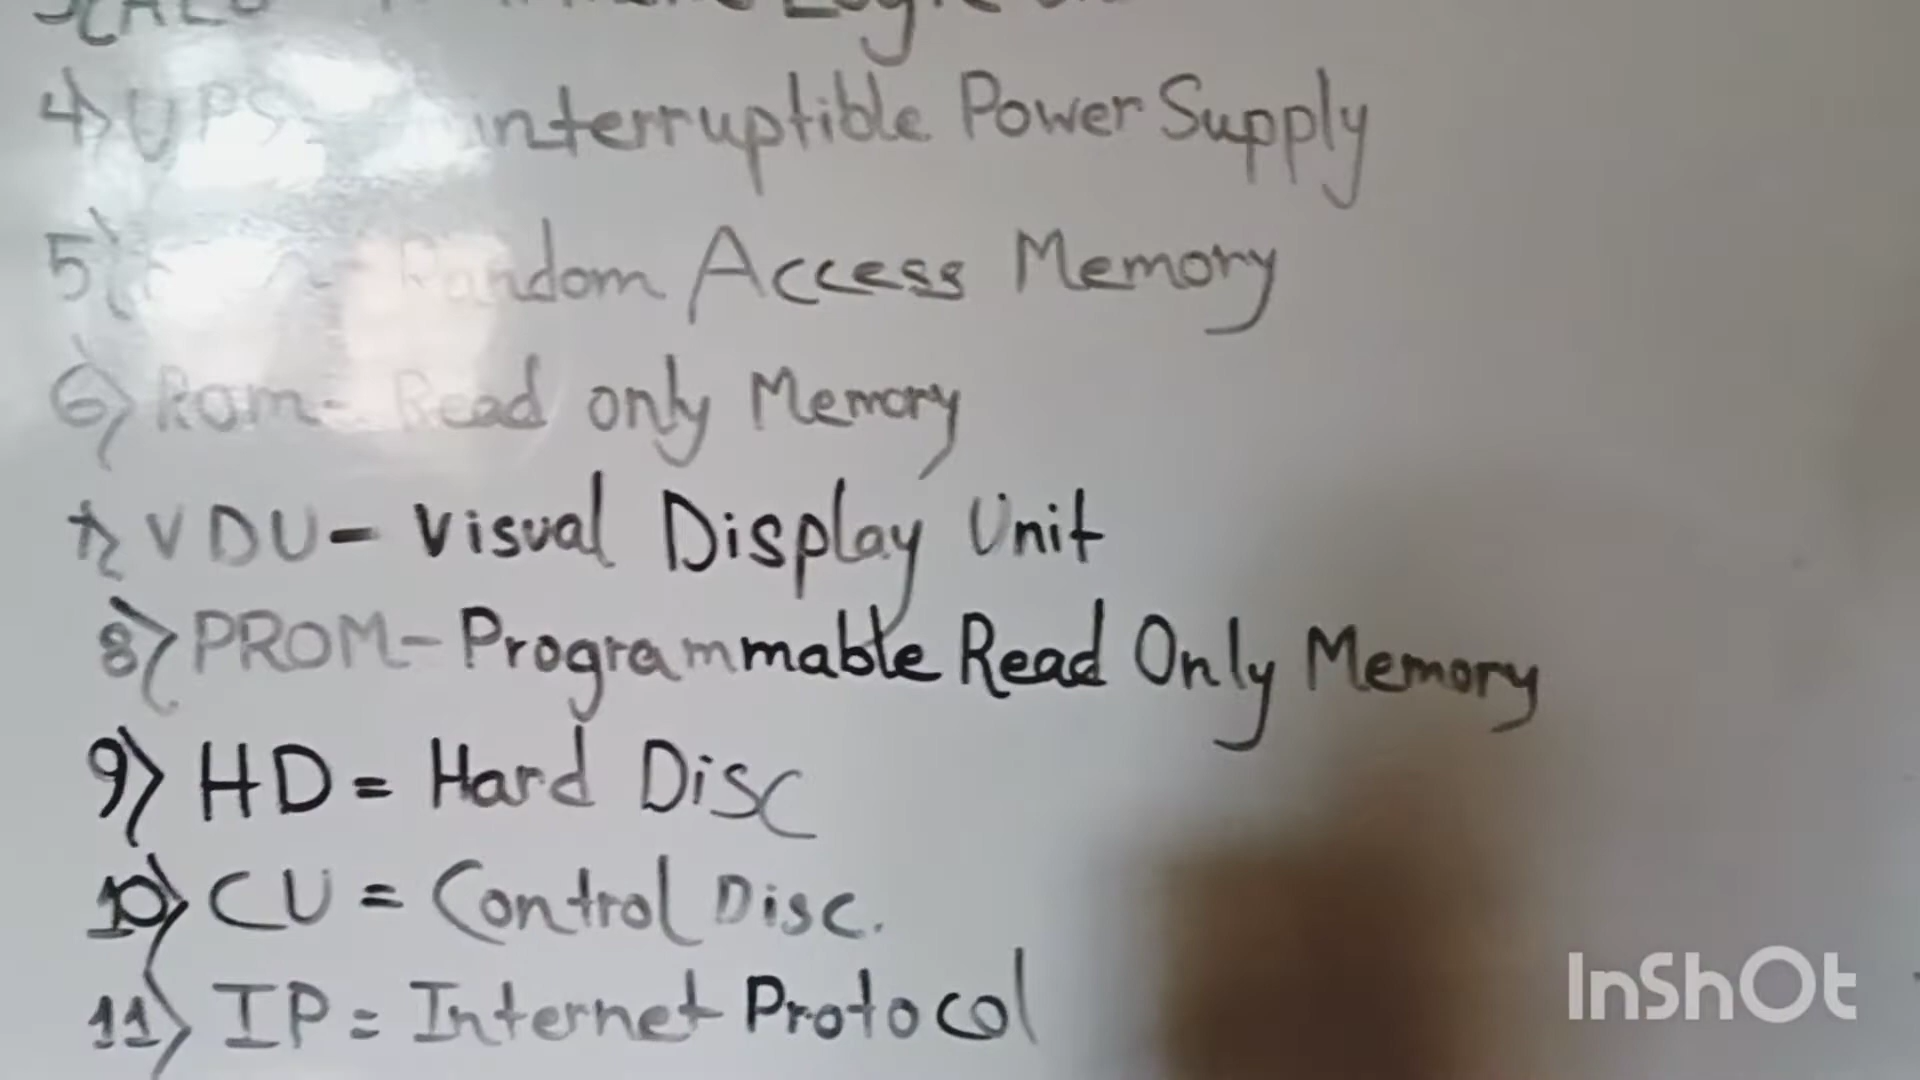 4) UPS interruptible Power Supply
5) Random Access Memory
6) Rom- Read only Memory
7) VDU- Visual Display Unit
8) PROM- Programmable Read Only Memory
9) HD = Hard Disc
10) CU = Control Disc.
11) IP = Internet Protocol
InShOt